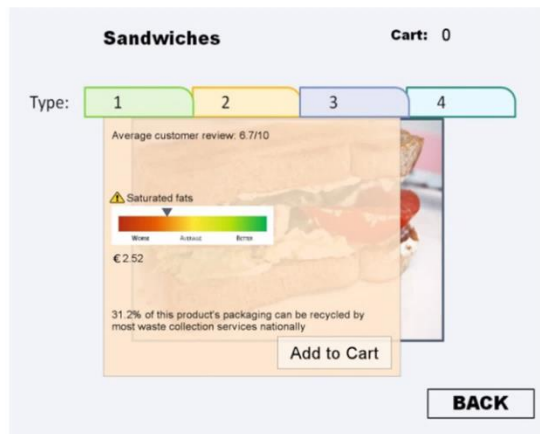 Sandwiches
Cart: 0
Type: 1 2 3 4
Average customer review: 6.7/10
Saturated fats
Worse Average Better
€2.52
31.2% of this product's packaging can be recycled by
most waste collection services nationally
Add to Cart
BACK